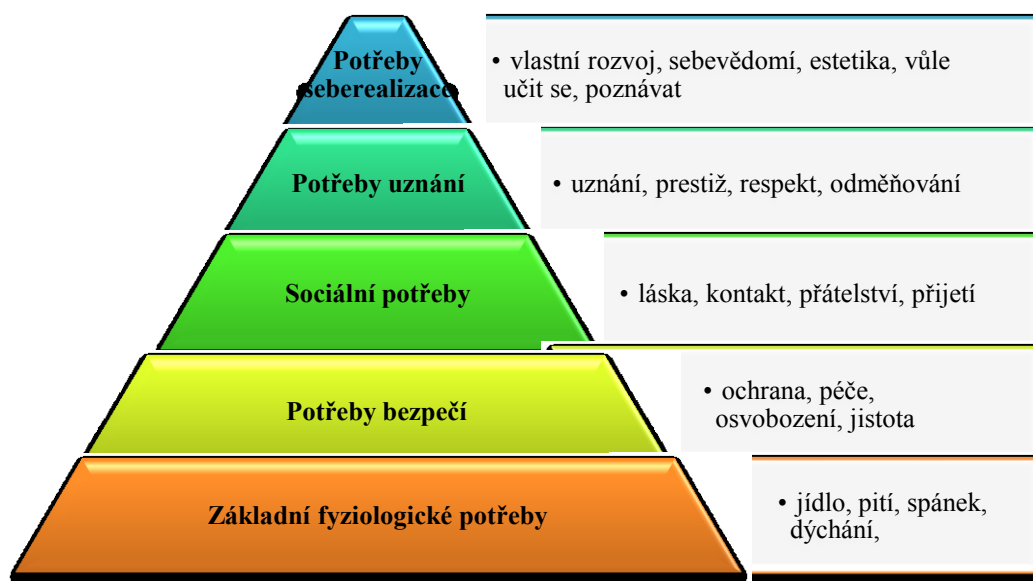 Potřeby
seberealizace
• vlastní rozvoj, sebevědomí, estetika, vůle
učit se, poznávat
Potřeby uznání
• uznání, prestiž, respekt, odměňování
Sociální potřeby
• láska, kontakt, přátelství, přijetí
Potřeby bezpečí
• ochrana, péče,
osvobození, jistota
Základní fyziologické potřeby
• jídlo, pití, spánek,
dýchání,